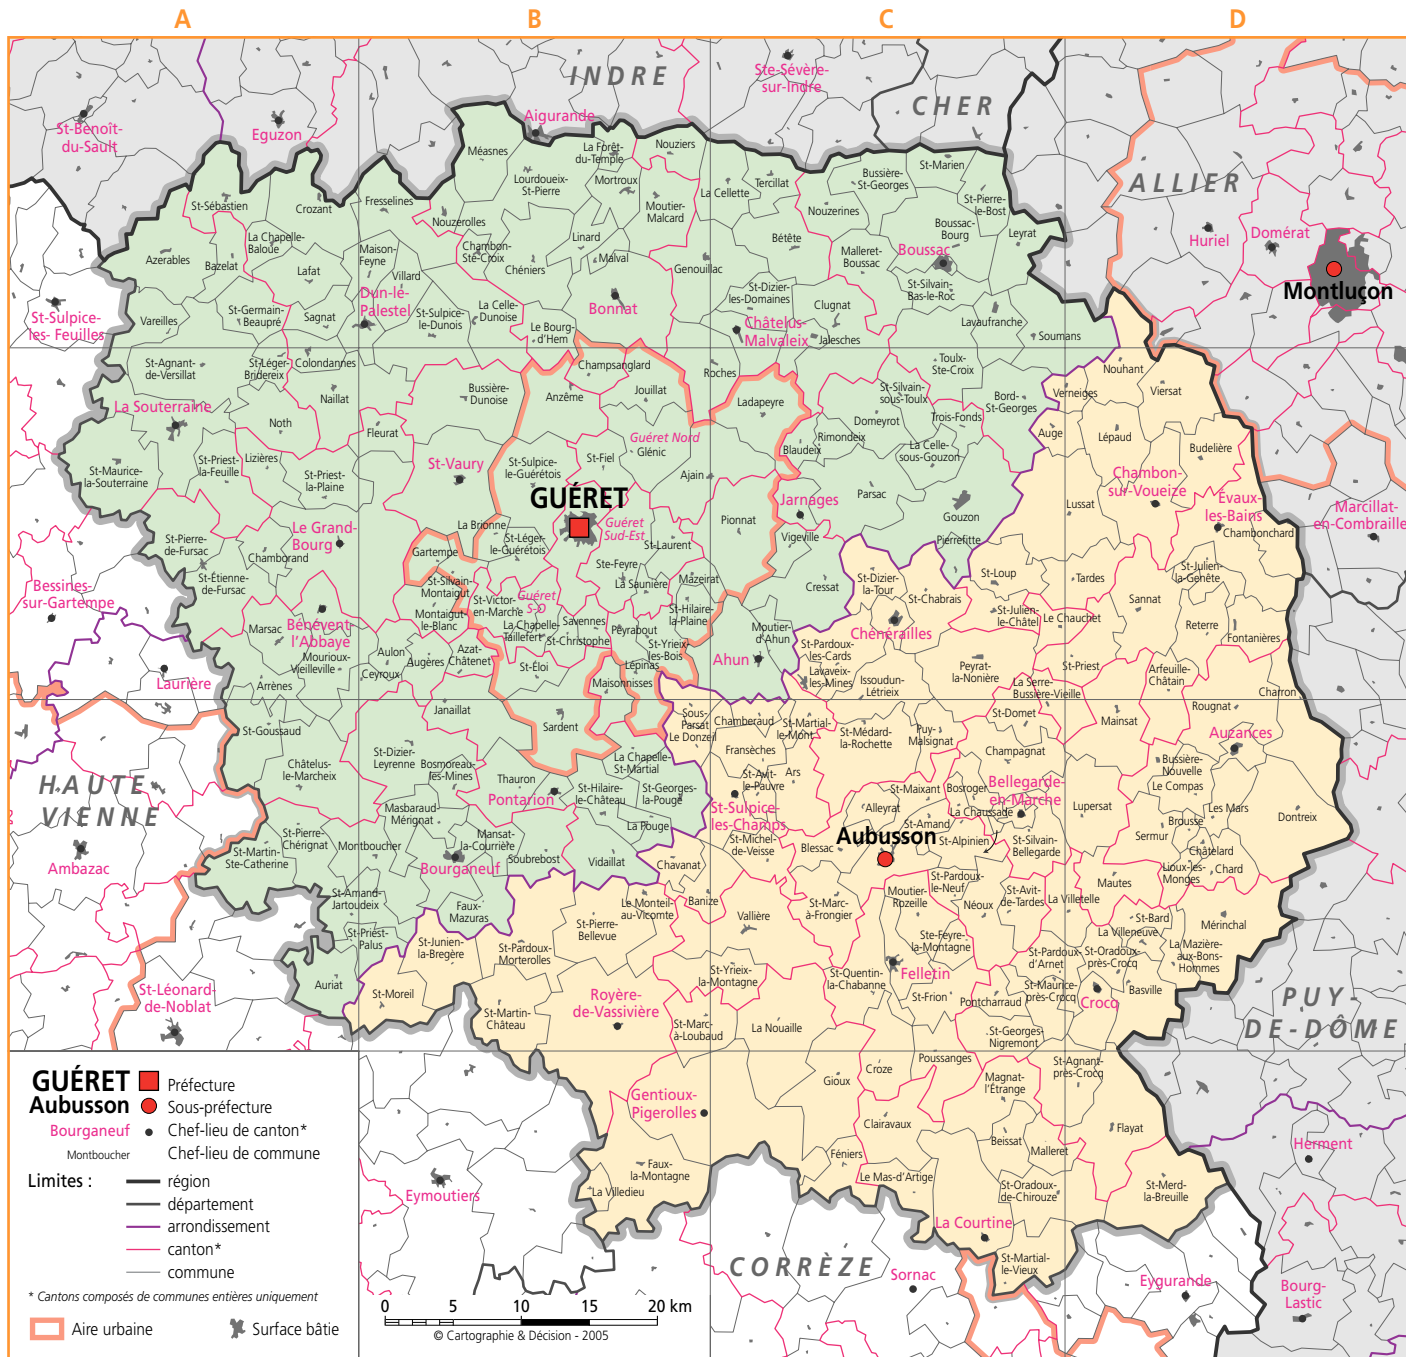 A B C D
INDRE
CHER
ALLIER
HAUTE
VIENNE
CORRÈZE
PUY-
DE-DÔME
Ste-Sévère-
sur-Indre
Aigurande
St-Benoît-
du-Sault
Eguzon
Huriel
Domérat
Montluçon
St-Sulpice-
les- Feuilles
Bessines-
sur-Gartempe
Laurière
Ambazac
St-Léonard-
de-Noblat
Eymoutiers
Sornac
Eygurande
Bourg-
Lastic
Herment
Marcillat-
en-Combraille
Méasnes
La Forêt-
du-Temple
Nouziers
Lourdoueix-
St-Pierre
Mortroux
Moutier-
Malcard
La Cellette
Tercillat
Bussière-
St-Georges
St-Marien
St-Pierre-
le-Bost
Nouzerines
Boussac-
Bourg
Leyrat
St-Sébastien
Crozant
Fresselines
Nouzerolles
Chambon-
Ste-Croix
Linard
Malval
Chéniers
Genouillac
Bétête
Malleret-
Boussac
Boussac
La Chapelle-
Baloue
Maison-
Feyne
Azerables
Bazelat
Lafat
Villard
Dun-le-
Palestel
La Celle-
Dunoise
Bonnat
St-Dizier-
les-Domaines
Clugnat
St-Silvain-
Bas-le-Roc
Lavaufranche
Soumans
Vareilles
St-Germain-
Beaupré
Sagnat
St-Sulpice-
le-Dunois
Le Bourg-
d'Hem
Châtelus-
Malvaleix
Jalesches
St-Agnant-
de-Versillat
St-Léger-
Bridereix
Colondannes
Champsanglard
Roches
Toulx-
Ste-Croix
Nouhant
Verneiges
Viersat
La Souterraine
Naillat
Bussière-
Dunoise
Anzême
Jouillat
Ladapeyre
St-Silvain-
sous-Toulx
Bord-
St-Georges
Noth
Fleurat
Domeyrot
Trois-Fonds
Guéret Nord
Glénic
Blaudeix
Rimondeix
La Celle-
sous-Gouzon
Auge
Lépaud
Budelière
St-Maurice-
la-Souterraine
St-Priest-
la-Feuille
Lizières
St-Priest-
la-Plaine
St-Vaury
St-Sulpice-
le-Guérétois
St-Fiel
Ajain
Chambon-
sur-Voueize
Évaux-
les-Bains
Chambonchard
GUÉRET
Jarnages
Parsac
Gouzon
Lussat
Guéret
Sud-Est
Pionnat
Vigeville
Pierrefitte
Le Grand-
Bourg
La Brionne
St-Léger-
le-Guérétois
St-Laurent
St-Pierre-
de-Fursac
Chamborand
Gartempe
Ste-Feyre
La Saunière
Mazeirat
Cressat
St-Dizier-
la-Tour
St-Loup
Tardes
St-Julien-
la-Genête
St-Étienne-
de-Fursac
St-Silvain-
Montaigut
St-Victor-
en-Marche
Guéret
S-O
St-Chabrais
Sannat
Montaigut-
le-Blanc
La Chapelle-
Taillefert
Savennes
St-Christophe
Peyrabout
St-Hilaire-
la-Plaine
Moutier-
d'Ahun
Chénérailles
St-Julien-
le-Châtel
Le Chauchet
Reterre
Fontanières
Marsac
Bénévent-
l'Abbaye
Mourioux-
Vieilleville
Aulon
Ceyroux
Augères
Azat-
Châtenet
St-Éloi
St-Yrieix-
les-Bois
Lépinas
Maisonnisses
Ahun
St-Pardoux-
les-Cards
Lavaveix-
les-Mines
Issoudun-
Létrieix
Peyrat-
la-Nonière
La Serre-
Bussière-Vieille
St-Priest
Arfeuille-
Châtain
Charron
Arrènes
St-Goussaud
Janaillat
Sardent
Sous-
Parsat
Le Donzeil
Chamberaud
St-Martial-
le-Mont
St-Médard-
la-Rochette
Puy-
Malsignat
St-Domet
Mainsat
Rougnat
Auzances
Châtelus-
le-Marcheix
St-Dizier-
Leyrenne
Bosmoreau-
les-Mines
Thauron
Pontarion
La Chapelle-
St-Martial
St-Hilaire-
le-Château
St-Georges-
la-Pouge
Fransèches
St-Avit-
le-Pauvre
Ars
Champagnat
Bellegarde-
en-Marche
St-Maixant
Bosroger
La Chaussade
Bussière-
Nouvelle
Le Compas
Lupersat
Les Mars
Dontreix
Masbaraud-
Mérignat
La Pouge
St-Sulpice-
les-Champs
Alleyrat
St-Amand
Aubusson
St-Alpinien
St-Silvain-
Bellegarde
Brousse
Sermur
Châtelard
St-Pierre-
Chérignat
Montboucher
Mansat-
la-Courrière
Soubrebost
Vidaillat
Chavanat
St-Michel-
de-Veisse
Blessac
Lioux-les-
Monges
Chard
St-Martin-
Ste-Catherine
Bourganeuf
St-Amand-
Jartoudeix
Faux-
Mazuras
Le Monteil-
au-Vicomte
Banize
Vallière
St-Marc-
à-Frongier
Moutier-
Rozeille
St-Pardoux-
le-Neuf
Néoux
St-Avit-
de-Tardes
La Villetelle
Mautes
St-Bard
La Villeneuve
Mérinchal
St-Priest-
Palus
St-Junien-
la-Bregère
St-Pardoux-
Morterolles
St-Pierre-
Bellevue
Ste-Feyre-
la-Montagne
St-Pardoux-
d'Arnet
St-Oradoux-
près-Crocq
La Mazière-
aux-Bons-
Hommes
Auriat
St-Moreil
St-Martin-
Château
Royère-
de-Vassivière
St-Yrieix-
la-Montagne
St-Quentin-
la-Chabanne
Felletin
St-Frion
Pontcharraud
St-Maurice-
près-Crocq
Crocq
Basville
St-Marc-
à-Loubaud
La Nouaille
St-Georges-
Nigremont
Gioux
Croze
Poussanges
St-Agnant-
près-Crocq
Magnat-
l'Étrange
Gentioux-
Pigerolles
Clairavaux
Beissat
Malleret
Flayat
Faux-
la-Montagne
La Villedieu
Féniers
Le Mas-d'Artige
St-Oradoux-
de-Chirouze
St-Merd-
la-Breuille
La Courtine
St-Martial-
le-Vieux
GUÉRET Préfecture
Aubusson Sous-préfecture
Bourganeuf Chef-lieu de canton*
Montboucher Chef-lieu de commune
Limites :
région
département
arrondissement
canton*
commune
* Cantons composés de communes entières uniquement
Aire urbaine Surface bâtie
0 5 10 15 20 km
© Cartographie & Décision - 2005